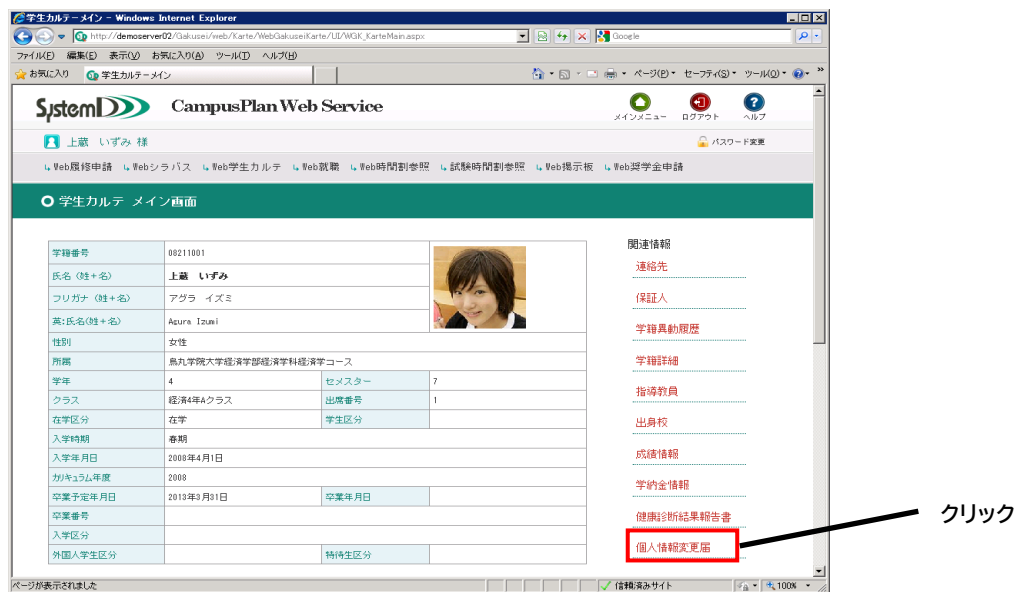 学生カルテーメイン - Windows Internet Explorer
http://demoserver02/Gakusei/web/Karte/WebGakuseiKarte/UI/WGK_KarteMain.aspx
Google
ファイル(F) 編集(E) 表示(V) お気に入り(A) ツール(T) ヘルプ(H)
お気に入り 学生カルテーメイン
ページ(P) セーフティ(S) ツール(O)
SystemD CampusPlan Web Service
メインメニュー ログアウト ヘルプ
上蔵 いずみ 様
パスワード変更
Web履修申請 Webシラバス Web学生カルテ Web就職 Web時間割参照 試験時間割参照 Web掲示板 Web奨学金申請
学生カルテ メイン画面
学籍番号 08211001
氏名（姓+名） 上蔵 いずみ
フリガナ（姓+名） アグラ イズミ
英:氏名(姓+名) Agura Izumi
性別 女性
所属 烏丸学院大学経済学部経済学科経済学コース
学年 4 セメスター 7
クラス 経済4年Aクラス 出席番号 1
在学区分 在学 学生区分
入学時期 春期
入学年月日 2008年4月1日
カリキュラム年度 2008
卒業予定年月日 2013年3月31日 卒業年月日
卒業番号
入学区分
外国人学生区分 特待生区分
関連情報
連絡先
保証人
学籍異動履歴
学籍詳細
指導教員
出身校
成績情報
学納金情報
健康診断結果報告書
個人情報変更届
クリック
ページが表示されました
信頼済みサイト
100%